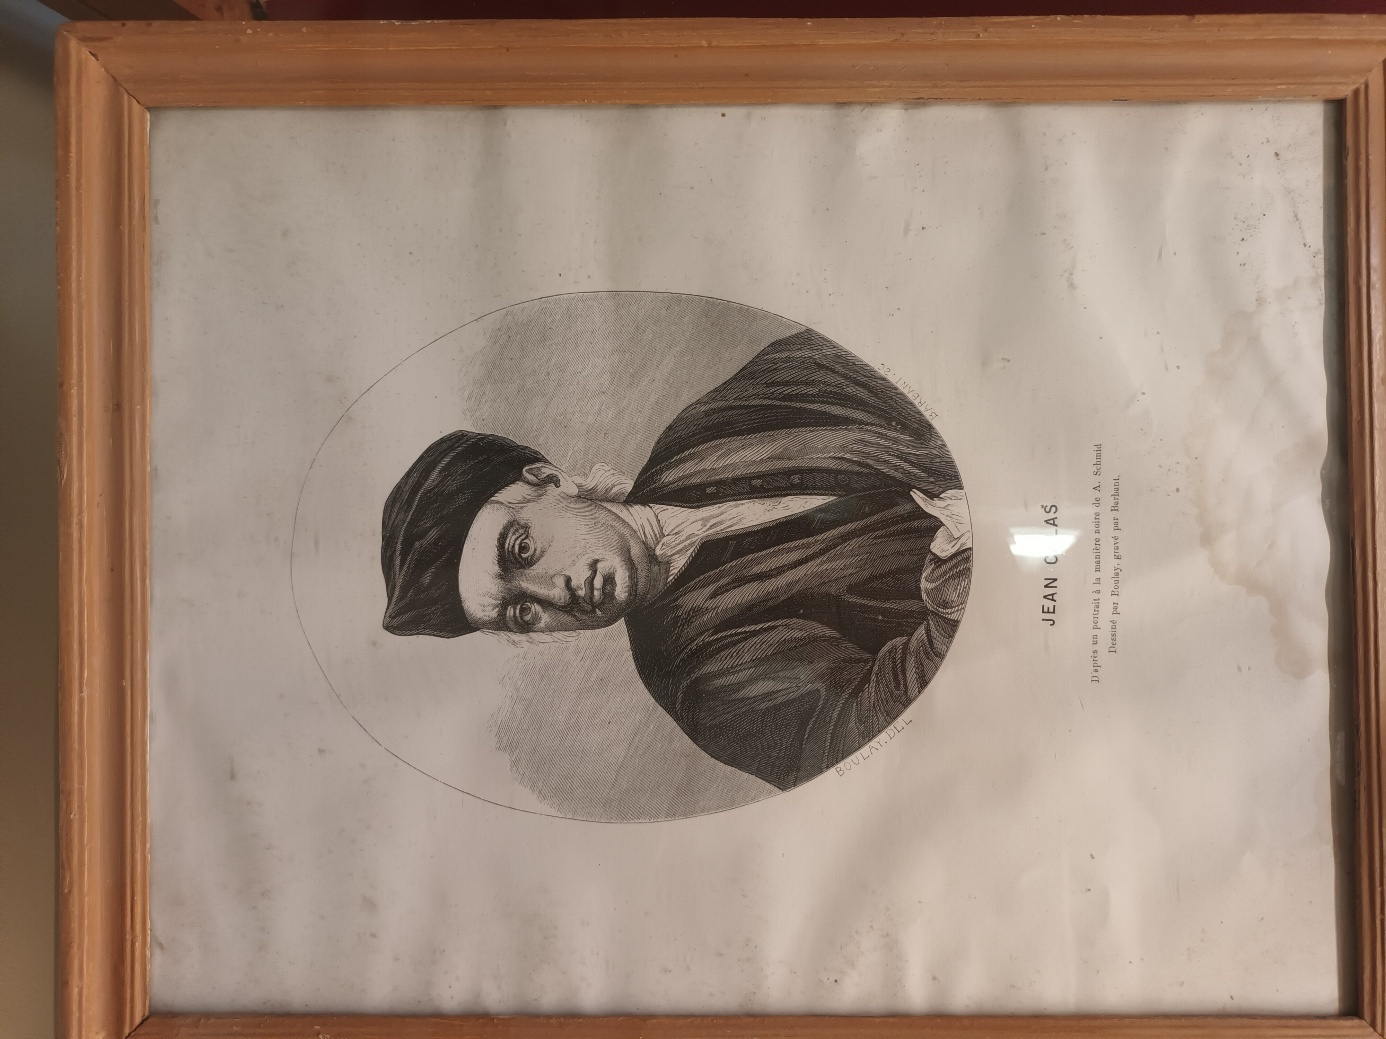 BOULAY. DEL
BARBANT. SC
JEAN CALAS
D'après un portrait à la manière noire de A. Schmid
Dessiné par Boulay, gravé par Barbant.